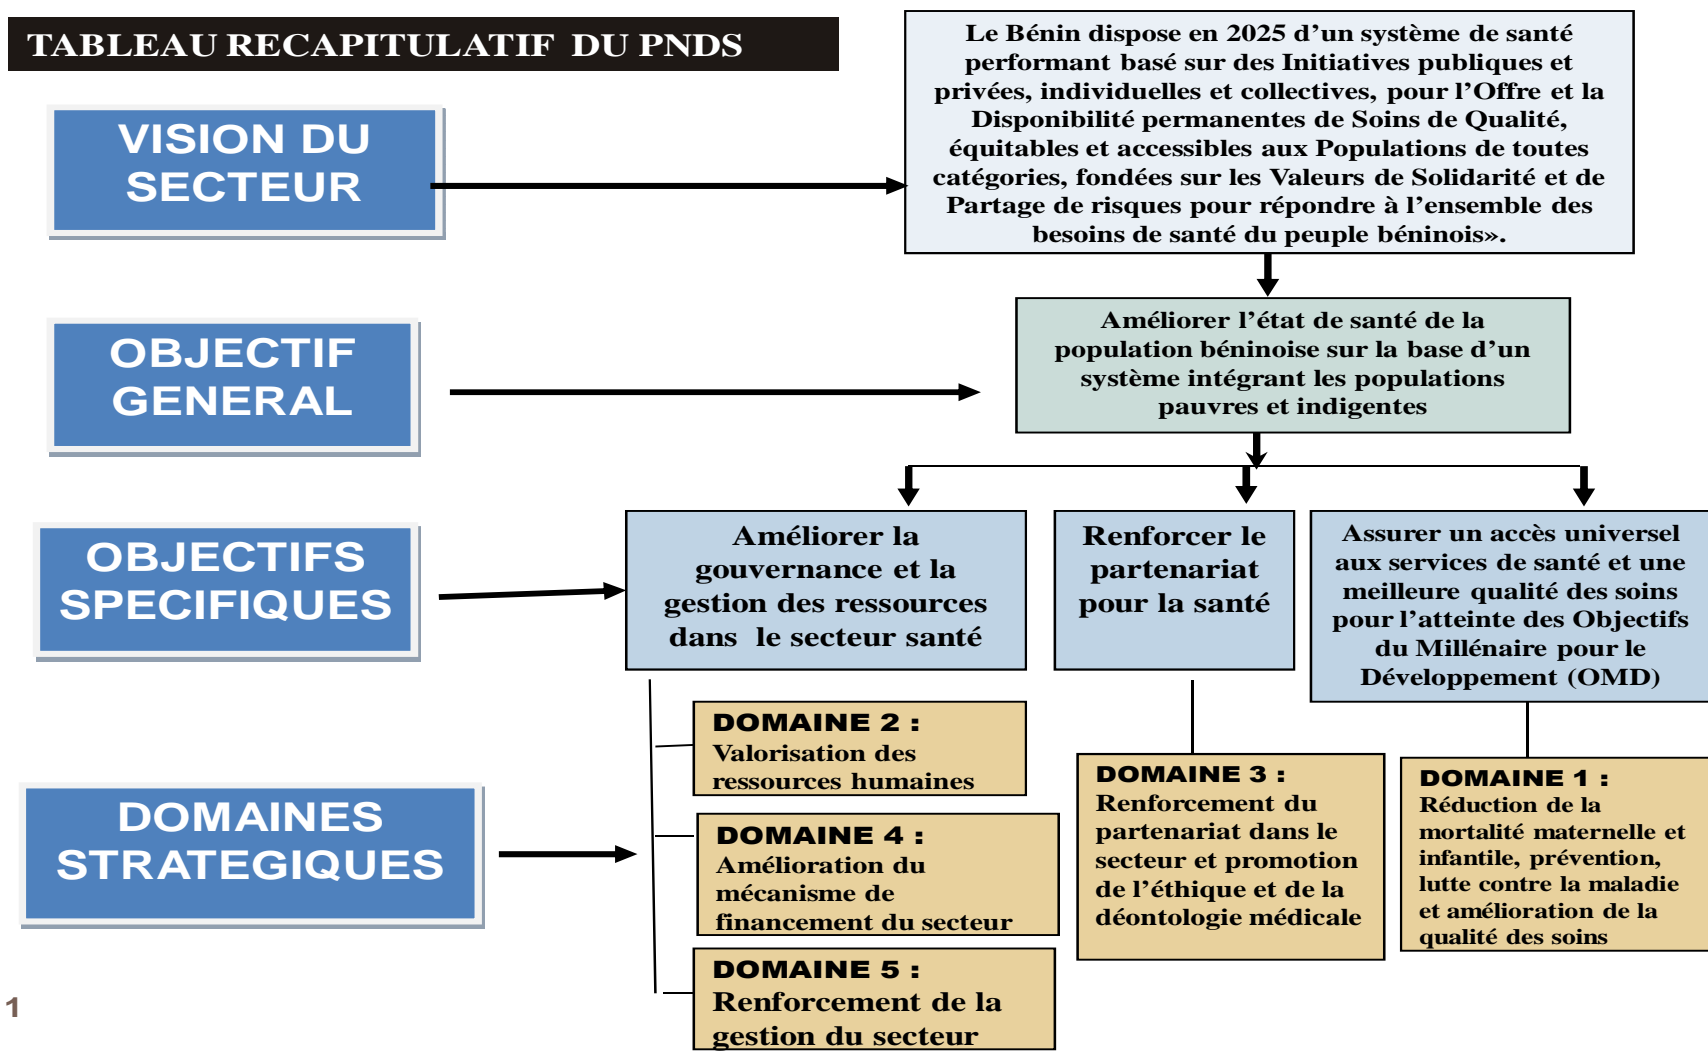 TABLEAU RECAPITULATIF DU PNDS
VISION DU
SECTEUR
Le Bénin dispose en 2025 d’un système de santé
performant basé sur des Initiatives publiques et
privées, individuelles et collectives, pour l’Offre et la
Disponibilité permanentes de Soins de Qualité,
équitables et accessibles aux Populations de toutes
catégories, fondées sur les Valeurs de Solidarité et de
Partage de risques pour répondre à l’ensemble des
besoins de santé du peuple béninois».
OBJECTIF
GENERAL
Améliorer l’état de santé de la
population béninoise sur la base d’un
système intégrant les populations
pauvres et indigentes
OBJECTIFS
SPECIFIQUES
Améliorer la
gouvernance et la
gestion des ressources
dans le secteur santé
Renforcer le
partenariat
pour la santé
Assurer un accès universel
aux services de santé et une
meilleure qualité des soins
pour l’atteinte des Objectifs
du Millénaire pour le
Développement (OMD)
DOMAINES
STRATEGIQUES
DOMAINE 2 :
Valorisation des
ressources humaines
DOMAINE 4 :
Amélioration du
mécanisme de
financement du secteur
DOMAINE 5 :
Renforcement de la
gestion du secteur
DOMAINE 3 :
Renforcement du
partenariat dans le
secteur et promotion
de l’éthique et de la
déontologie médicale
DOMAINE 1 :
Réduction de la
mortalité maternelle et
infantile, prévention,
lutte contre la maladie
et amélioration de la
qualité des soins
1